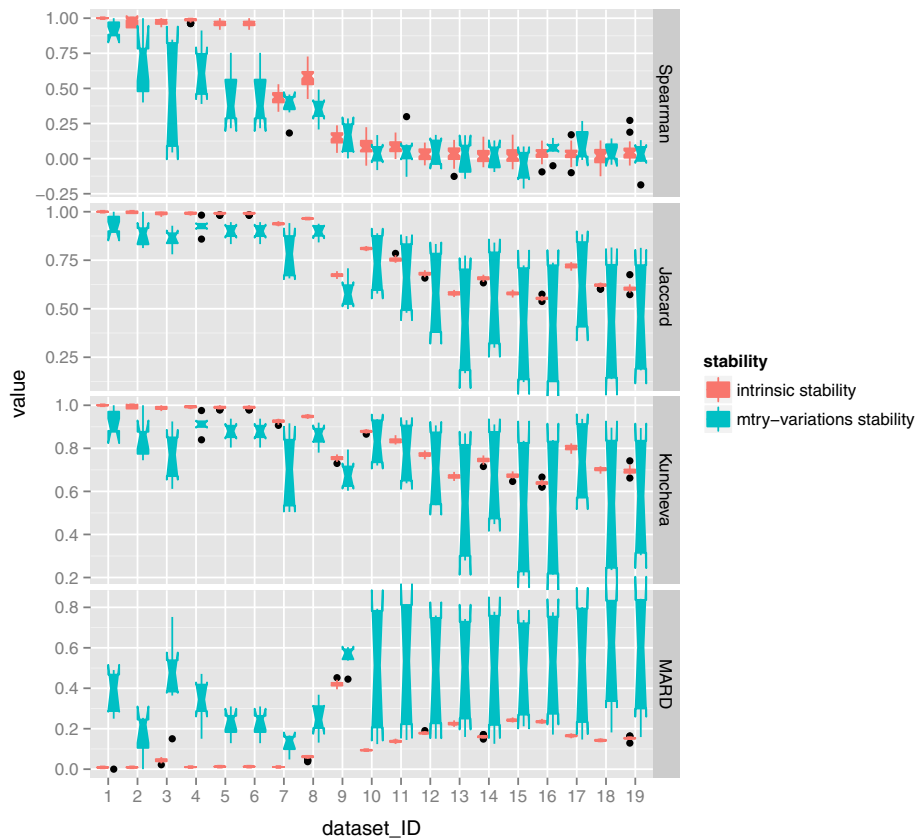 1.00
0.75
0.50
0.25
0.00
−0.25
Spearman
1.00
0.75
0.50
0.25
Jaccard
1.0
0.8
0.6
0.4
0.2
Kuncheva
0.8
0.6
0.4
0.2
0.0
MARD
value
1 2 3 4 5 6 7 8 9 10 11 12 13 14 15 16 17 18 19
dataset_ID
stability
intrinsic stability
mtry−variations stability